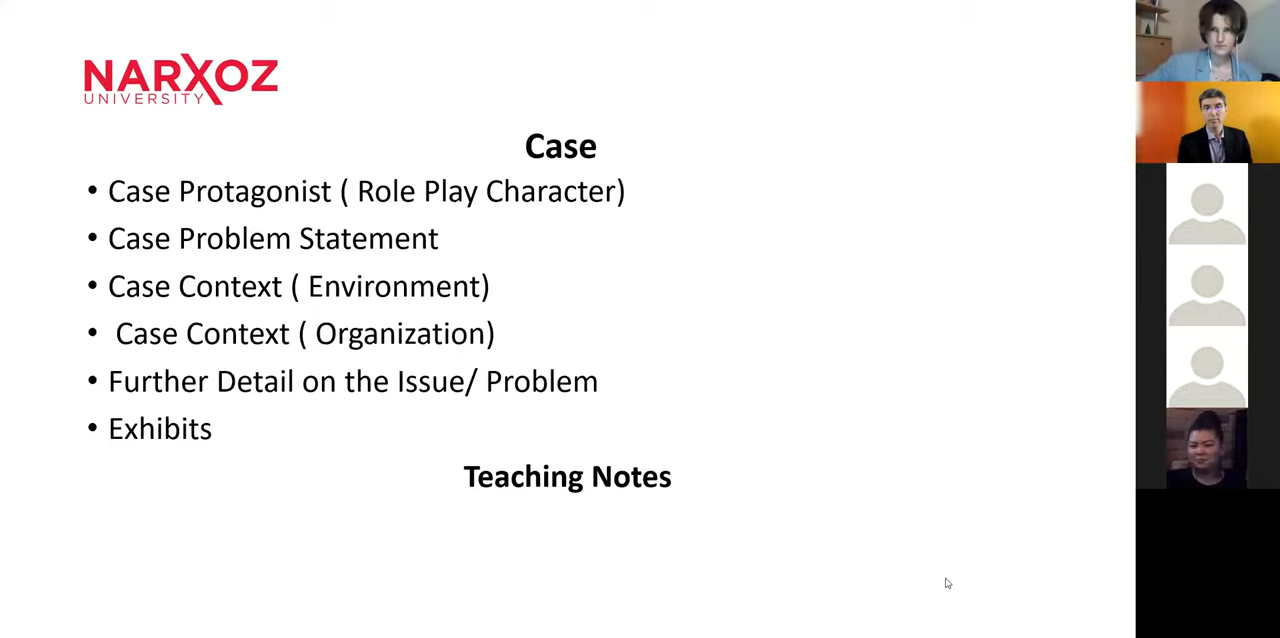 NARXOZ
UNIVERSITY
Case
• Case Protagonist ( Role Play Character)
• Case Problem Statement
• Case Context ( Environment)
• Case Context ( Organization)
• Further Detail on the Issue/ Problem
• Exhibits
Teaching Notes